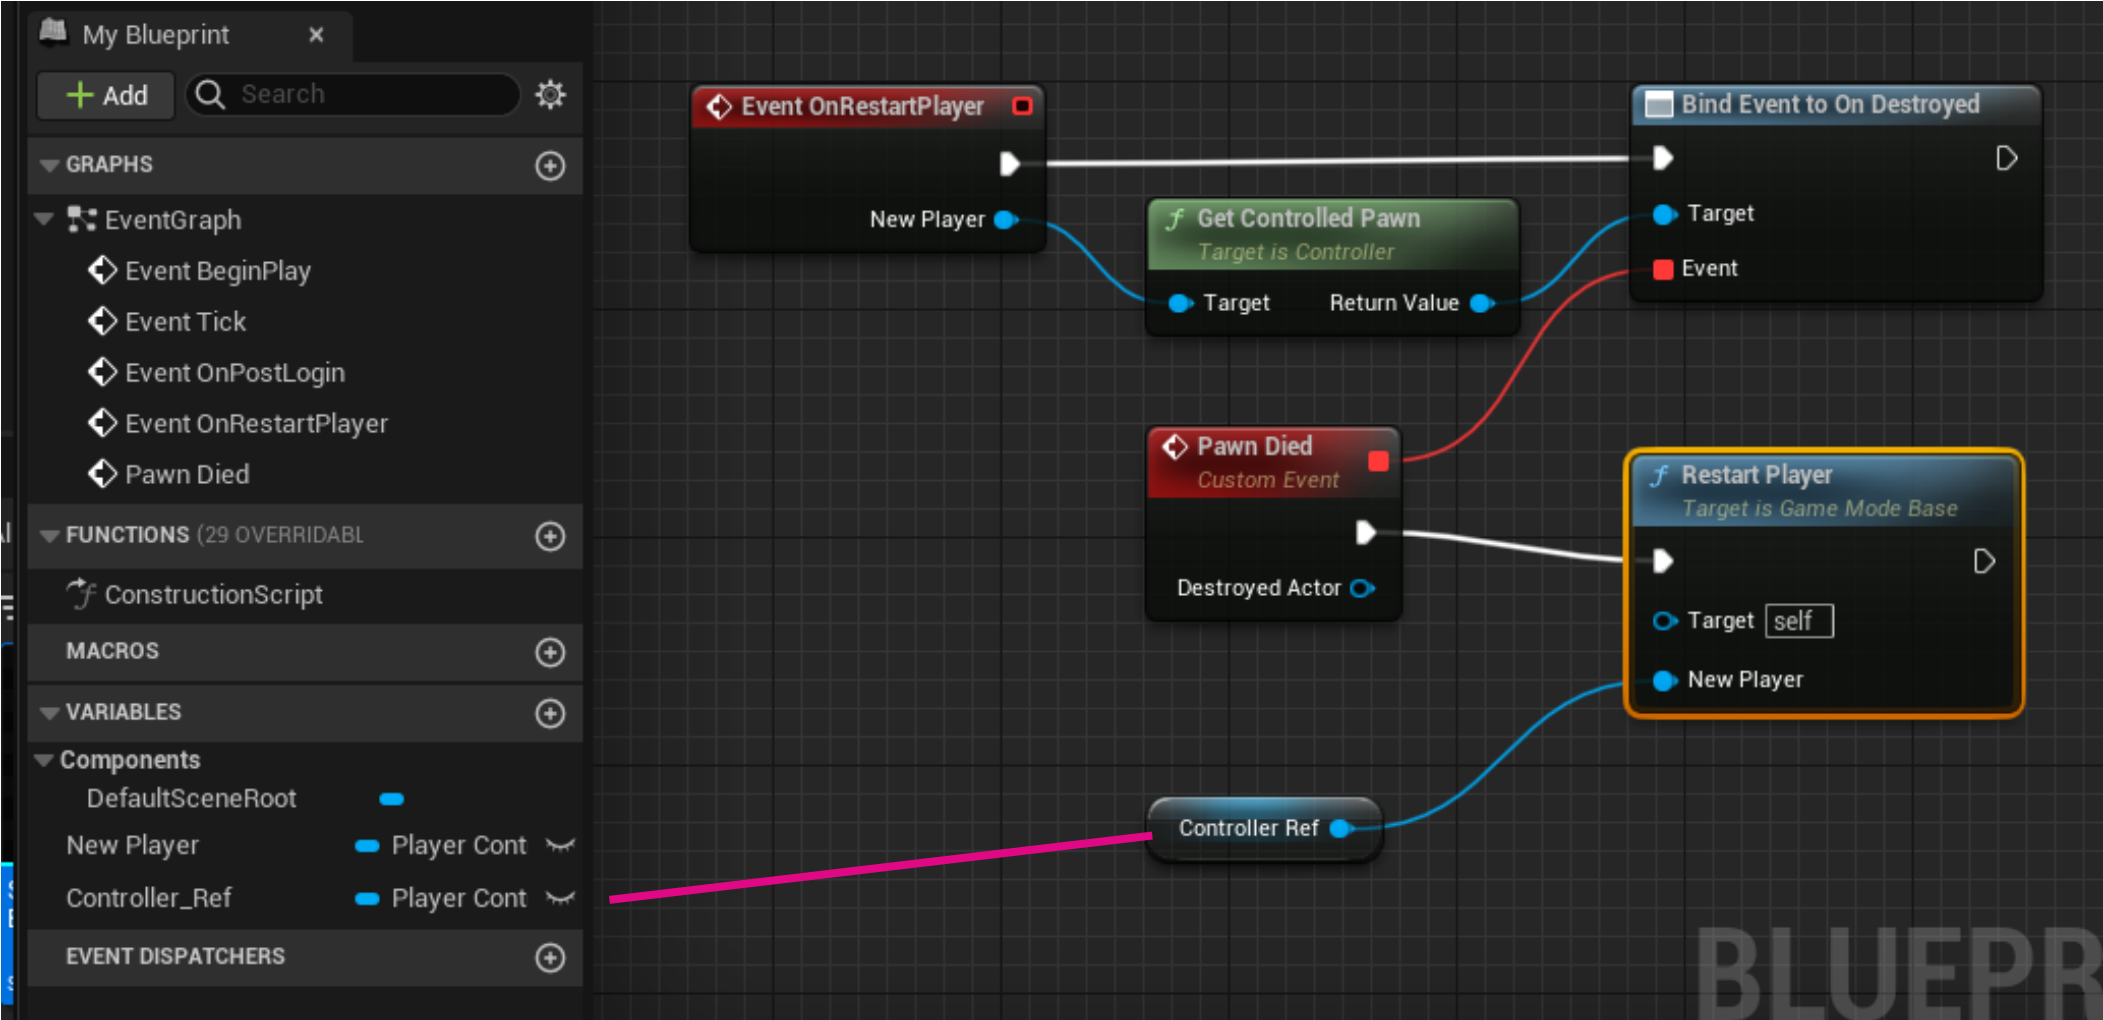 My Blueprint
Add
Search
GRAPHS
EventGraph
Event BeginPlay
Event Tick
Event OnPostLogin
Event OnRestartPlayer
Pawn Died
FUNCTIONS (29 OVERRIDABL
ConstructionScript
MACROS
VARIABLES
Components
DefaultSceneRoot
New Player Player Cont
Controller_Ref Player Cont
EVENT DISPATCHERS
Event OnRestartPlayer
New Player
Get Controlled Pawn
Target is Controller
Target Return Value
Bind Event to On Destroyed
Target
Event
Pawn Died
Custom Event
Destroyed Actor
Restart Player
Target is Game Mode Base
Target self
New Player
Controller Ref
BLUEPR